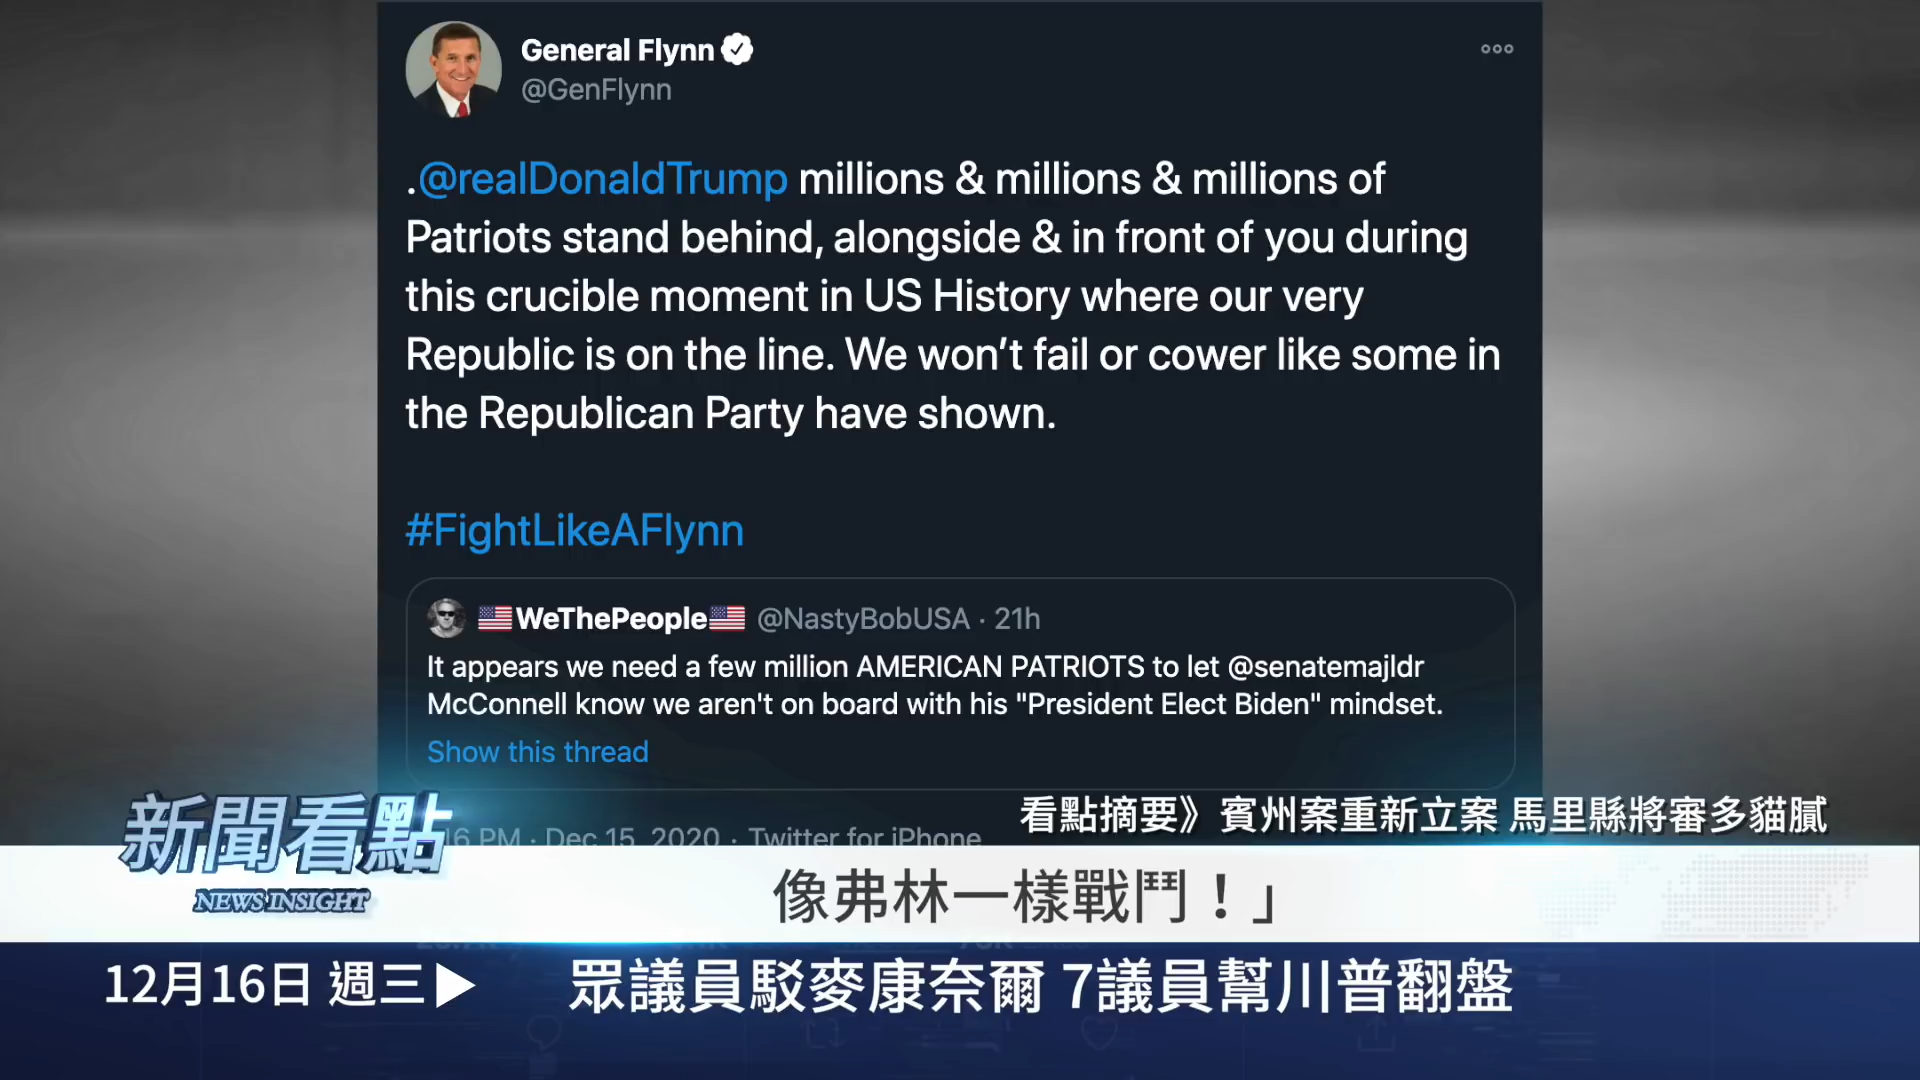 General Flynn
@GenFlynn
.@realDonaldTrump millions & millions & millions of
Patriots stand behind, alongside & in front of you during
this crucible moment in US History where our very
Republic is on the line. We won’t fail or cower like some in
the Republican Party have shown.
#FightLikeAFlynn
🇺🇸WeThePeople🇺🇸 @NastyBobUSA · 21h
It appears we need a few million AMERICAN PATRIOTS to let @senatemajldr
McConnell know we aren't on board with his "President Elect Biden" mindset.
Show this thread
16 PM · Dec 15, 2020 · Twitter for iPhone
看點摘要》賓州案重新立案 馬里縣將審多貓膩
新聞看點
NEWS INSIGHT
像弗林一樣戰鬥！」
12月16日 週三
眾議員駁麥康奈爾 7議員幫川普翻盤